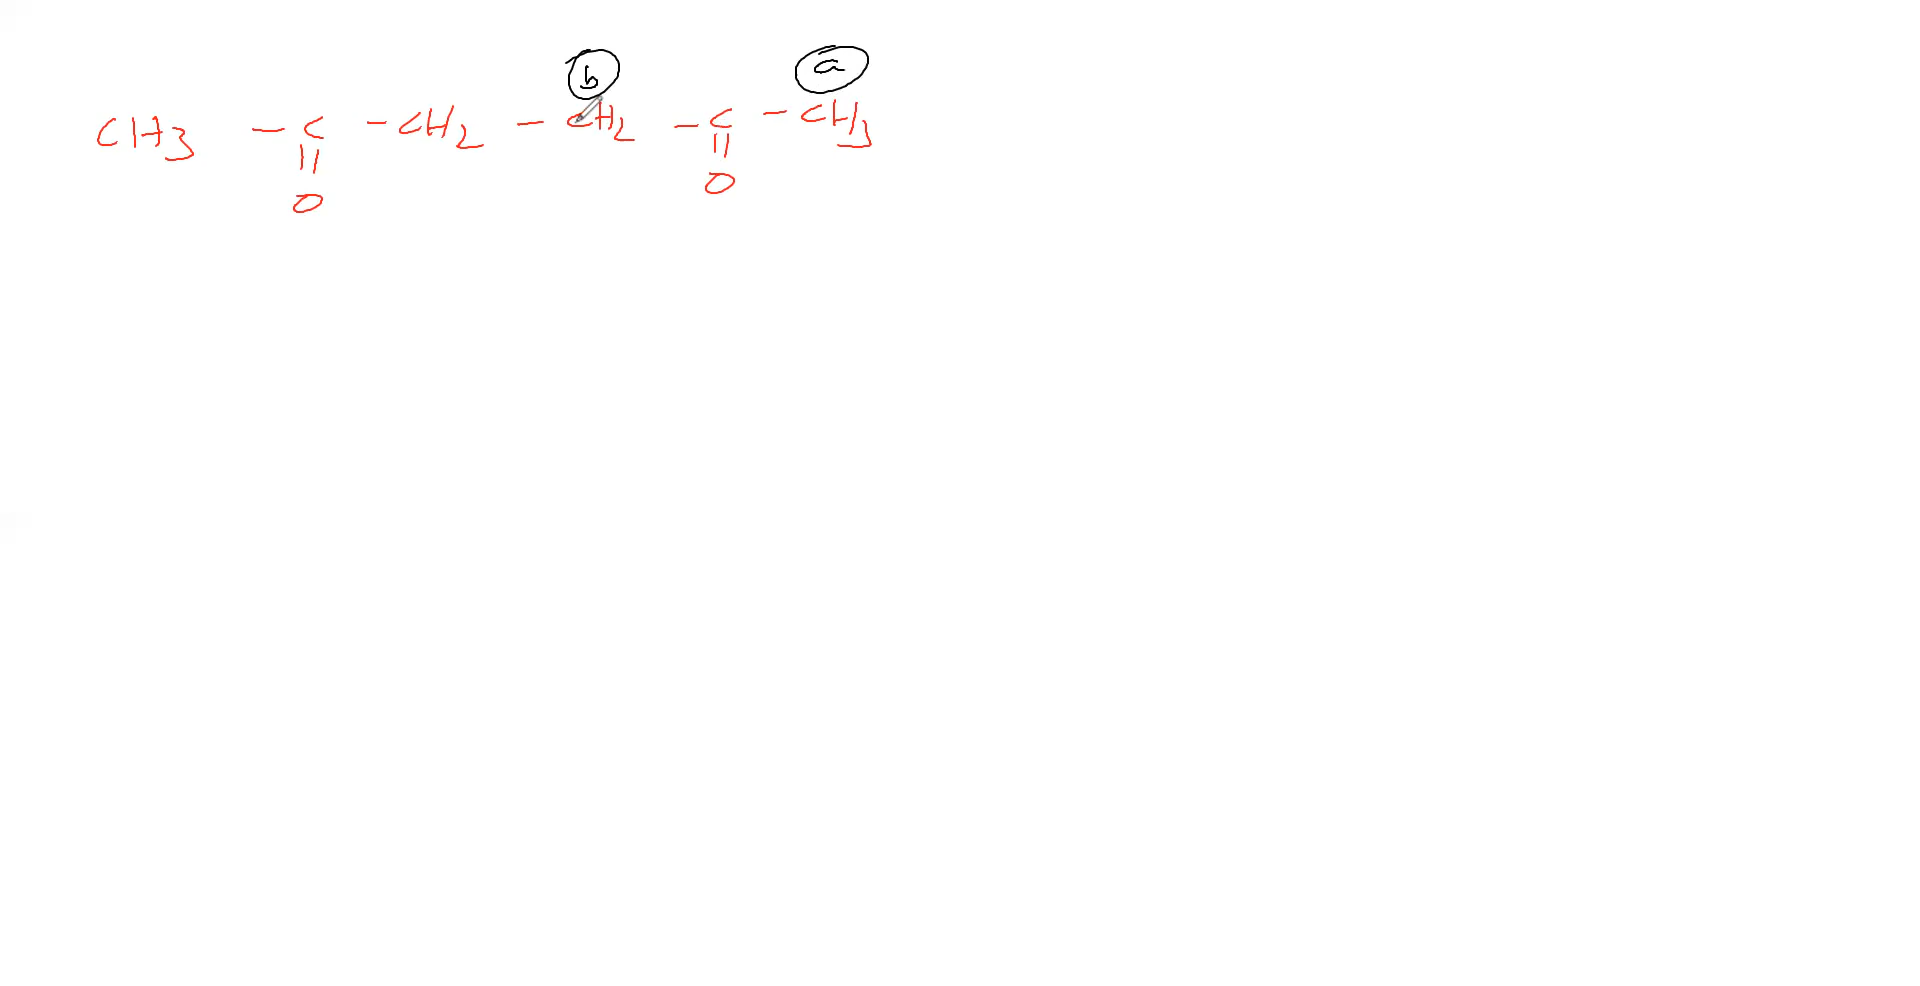 b a
CH3 - C - CH2 - CH2 - C - CH3
|| ||
O O